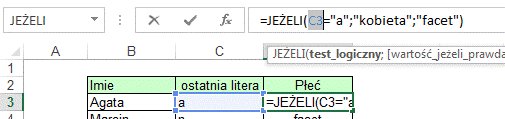 JEŻELI =JEŻELI(C3="a";"kobieta";"facet")
JEŻELI(test_logiczny; [wartość_jeżeli_prawda
A B C
1
2 Imie ostatnia litera Płeć
3 Agata a =JEŻELI(C3="a
4 Marcin n facet